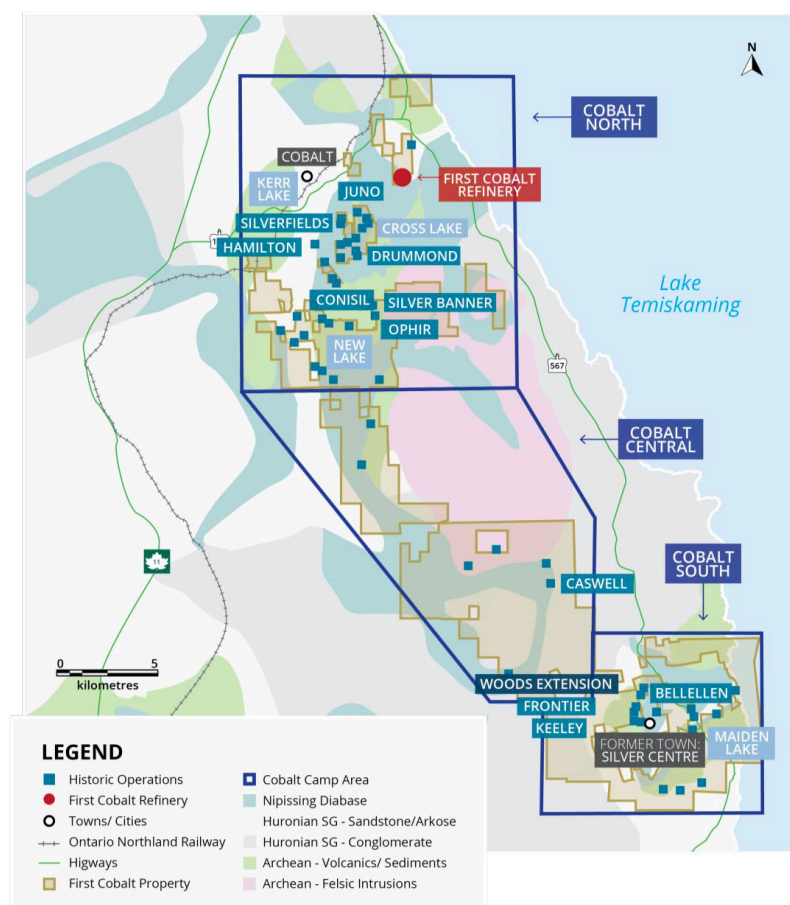 N
COBALT
NORTH
COBALT
FIRST COBALT
REFINERY
KERR
LAKE
JUNO
SILVERFIELDS
CROSS LAKE
HAMILTON
DRUMMOND
Lake
Temiskaming
CONISIL
SILVER BANNER
OPHIR
NEW
LAKE
567
COBALT
CENTRAL
11
COBALT
SOUTH
CASWELL
0 5
kilometres
WOODS EXTENSION
BELLELLEN
FRONTIER
KEELEY
FORMER TOWN:
SILVER CENTRE
MAIDEN
LAKE
LEGEND
Historic Operations
First Cobalt Refinery
Towns/ Cities
Ontario Northland Railway
Higways
First Cobalt Property
Cobalt Camp Area
Nipissing Diabase
Huronian SG - Sandstone/Arkose
Huronian SG - Conglomerate
Archean - Volcanics/ Sediments
Archean - Felsic Intrusions